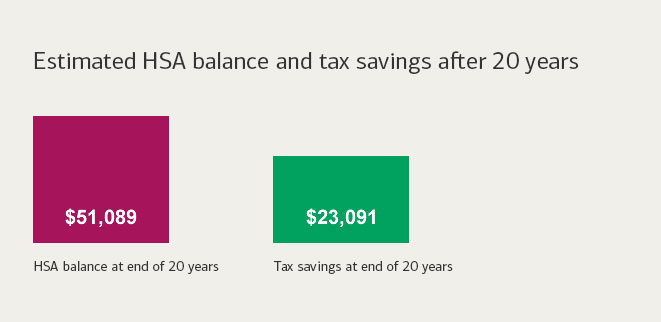 Estimated HSA balance and tax savings after 20 years
$51,089
$23,091
HSA balance at end of 20 years
Tax savings at end of 20 years